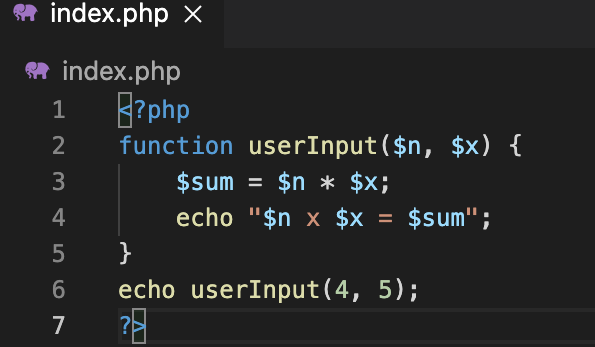 index.php ×
index.php
1 <?php
2 function userInput($n, $x) {
3     $sum = $n * $x;
4     echo "$n x $x = $sum";
5 }
6 echo userInput(4, 5);
7 ?>